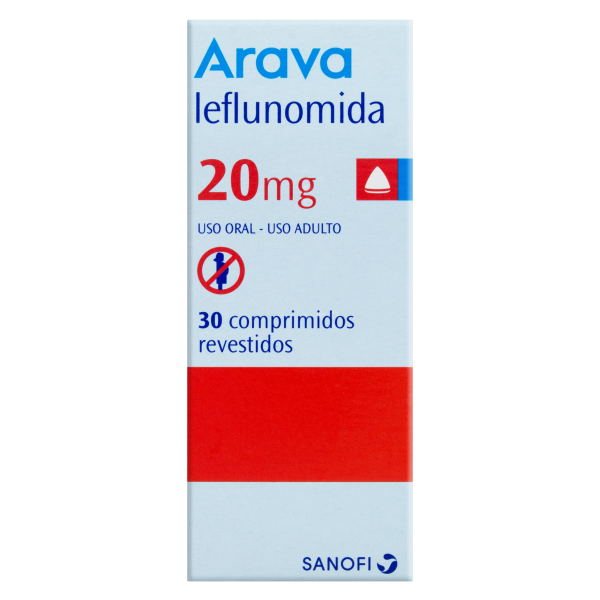 Arava
leflunomida
20mg
USO ORAL - USO ADULTO
30 comprimidos
revestidos
SANOFI